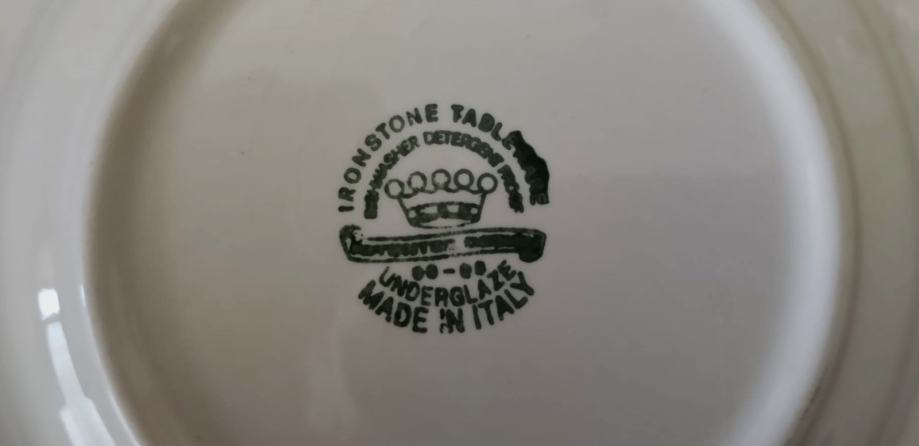 IRONSTONE TABLEWARE
DISHWASHER DETERGENT PROOF
UNDERGLAZE
MADE IN ITALY